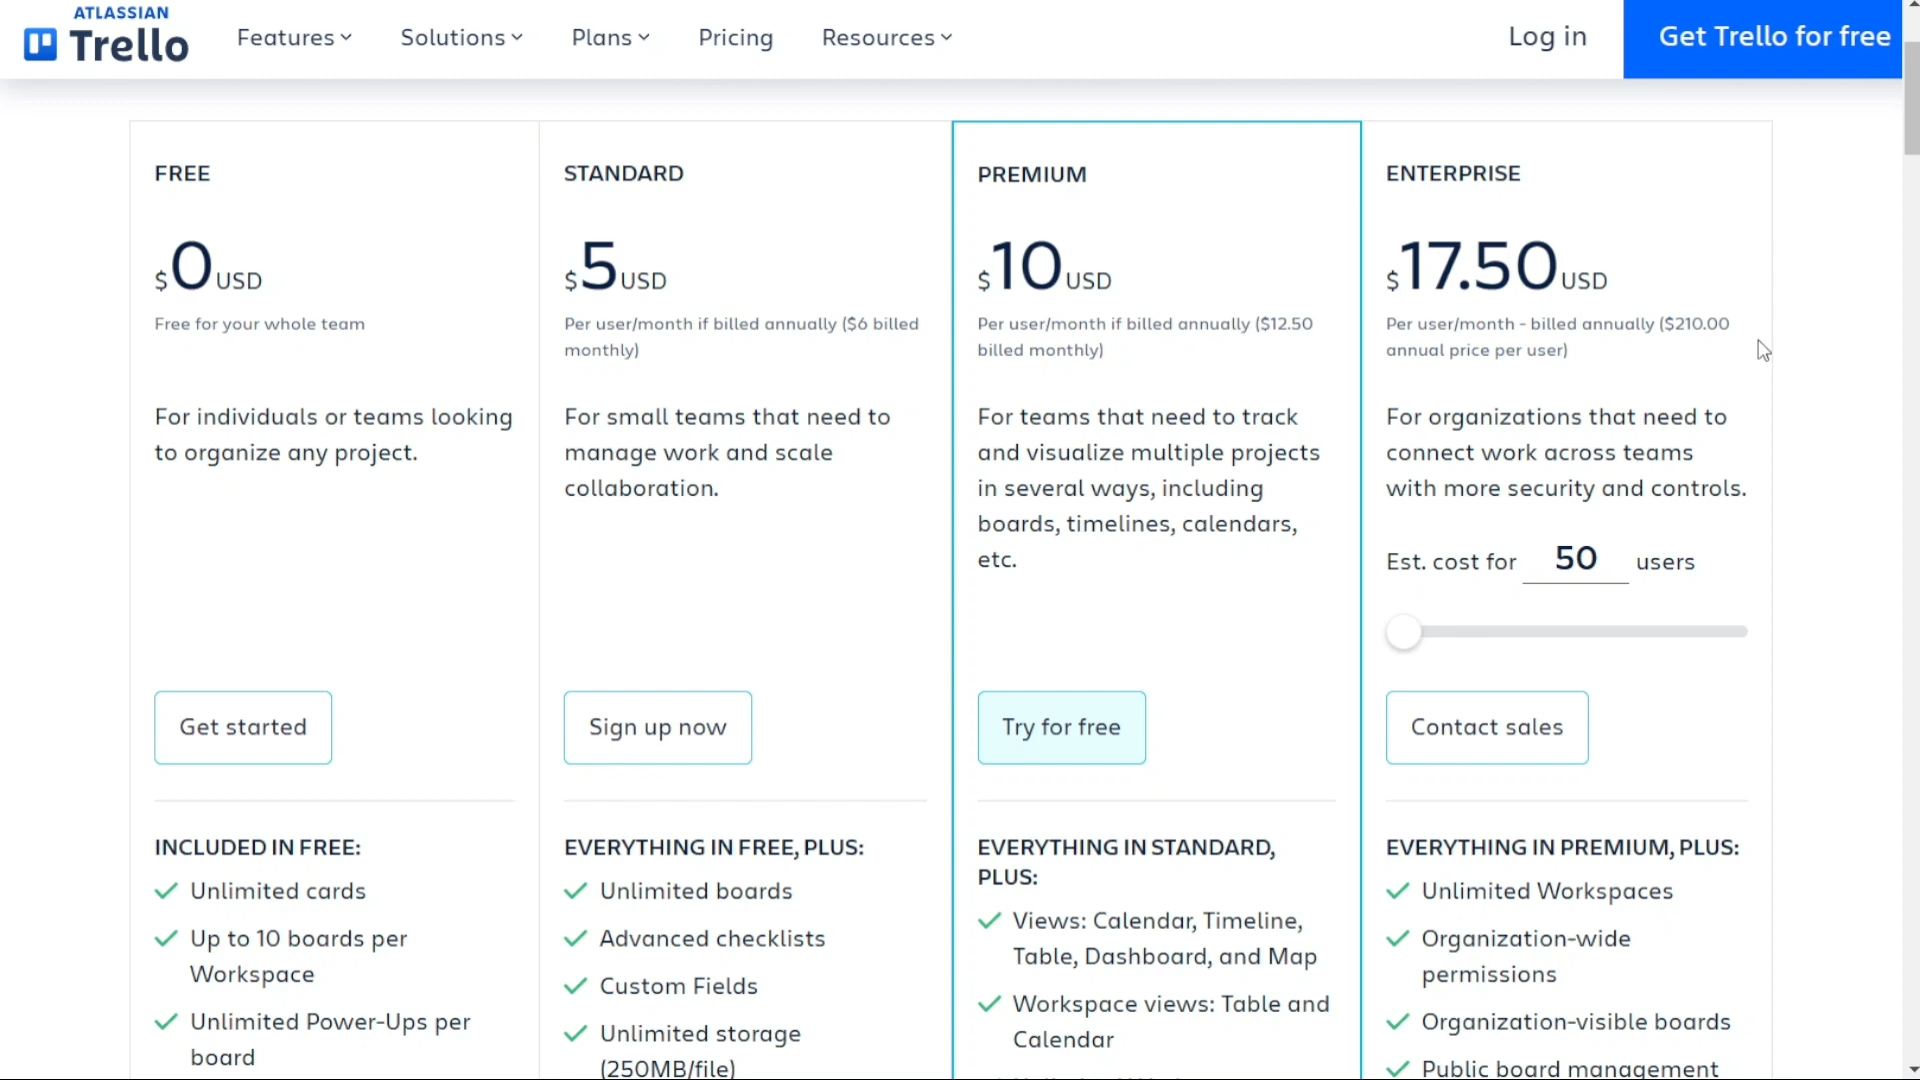 ATLASSIAN
Trello
Features
Solutions
Plans
Pricing
Resources
Log in
Get Trello for free
FREE
$0USD
Free for your whole team
For individuals or teams looking
to organize any project.
Get started
INCLUDED IN FREE:
Unlimited cards
Up to 10 boards per
Workspace
Unlimited Power-Ups per
board
STANDARD
$5USD
Per user/month if billed annually ($6 billed
monthly)
For small teams that need to
manage work and scale
collaboration.
Sign up now
EVERYTHING IN FREE, PLUS:
Unlimited boards
Advanced checklists
Custom Fields
Unlimited storage
(250MB/file)
PREMIUM
$10USD
Per user/month if billed annually ($12.50
billed monthly)
For teams that need to track
and visualize multiple projects
in several ways, including
boards, timelines, calendars,
etc.
Try for free
EVERYTHING IN STANDARD,
PLUS:
Views: Calendar, Timeline,
Table, Dashboard, and Map
Workspace views: Table and
Calendar
ENTERPRISE
$17.50USD
Per user/month - billed annually ($210.00
annual price per user)
For organizations that need to
connect work across teams
with more security and controls.
Est. cost for 50 users
Contact sales
EVERYTHING IN PREMIUM, PLUS:
Unlimited Workspaces
Organization-wide
permissions
Organization-visible boards
Public board management